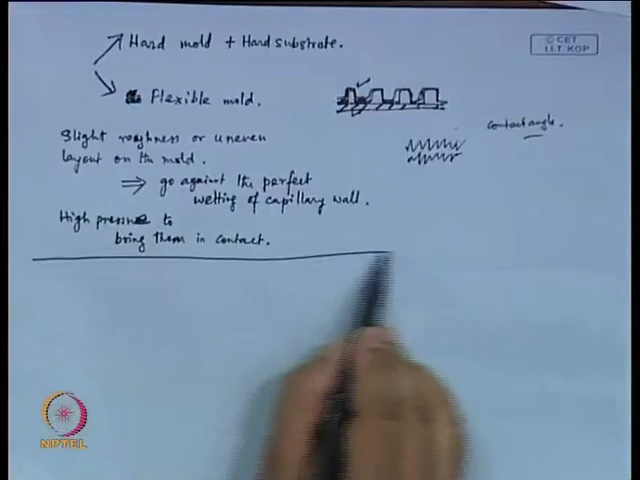 Hard mold + Hard substrate.
© CET
I.I.T. KGP
Flexible mold.
contact angle.
Slight roughness or uneven
layout on the mold.
⇒ go against the perfect
wetting of capillary wall.
High pressure to
bring them in contact.
NPTEL